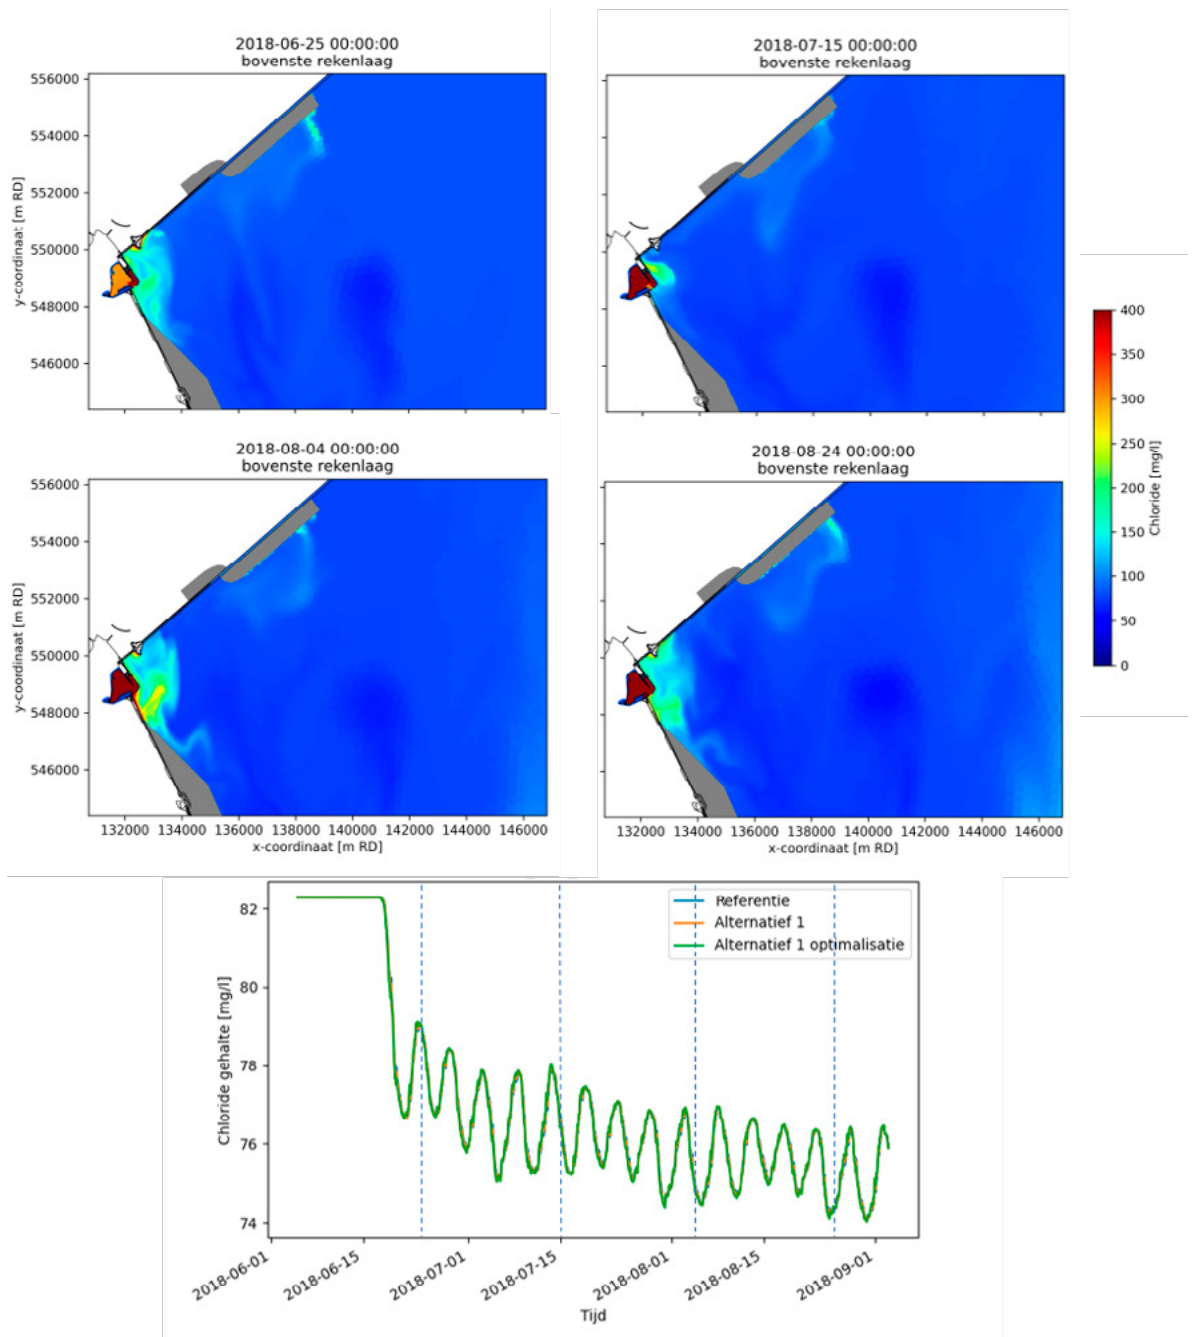 2018-06-25 00:00:00
bovenste rekenlaag
556000
554000
552000
550000
548000
546000
y-coordinaat [m RD]
2018-07-15 00:00:00
bovenste rekenlaag
2018-08-04 00:00:00
bovenste rekenlaag
556000
554000
552000
550000
548000
546000
y-coordinaat [m RD]
132000 134000 136000 138000 140000 142000 144000 146000
x-coordinaat [m RD]
2018-08-24 00:00:00
bovenste rekenlaag
132000 134000 136000 138000 140000 142000 144000 146000
x-coordinaat [m RD]
400
350
300
250
200
150
100
50
0
Chloride [mg/l]
Referentie
Alternatief 1
Alternatief 1 optimalisatie
82
80
78
76
74
Chloride gehalte [mg/l]
2018-06-01
2018-06-15
2018-07-01
2018-07-15
2018-08-01
2018-08-15
2018-09-01
Tijd